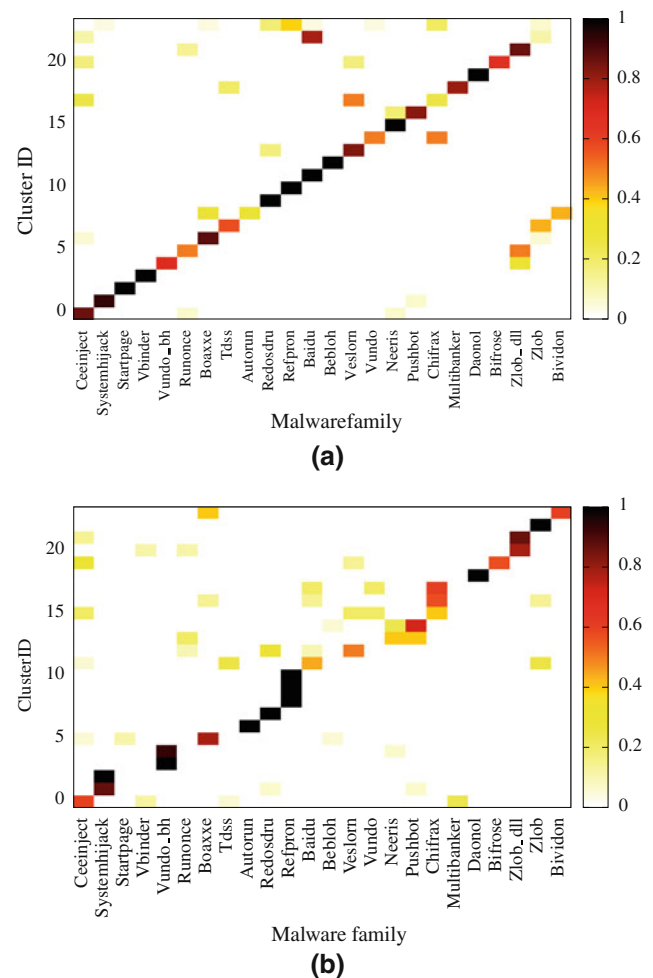 1
0.8
0.6
0.4
0.2
0
20
15
10
5
0
Cluster ID
Ceeinject
Systemhijack
Startpage
Vbinder
Vundo_bh
Runonce
Boaxxe
Tdss
Autorun
Redosdru
Refpron
Baidu
Bebloh
Veslorn
Vundo
Neeris
Pushbot
Chifrax
Multibanker
Daonol
Bifrose
Zlob_dll
Zlob
Bividon
Malwarefamily
(a)
1
0.8
0.6
0.4
0.2
0
20
15
10
5
0
ClusterID
Ceeinject
Systemhijack
Startpage
Vbinder
Vundo_bh
Runonce
Boaxxe
Tdss
Autorun
Redosdru
Refpron
Baidu
Bebloh
Veslorn
Vundo
Neeris
Pushbot
Chifrax
Multibanker
Daonol
Bifrose
Zlob_dll
Zlob
Bividon
Malware family
(b)